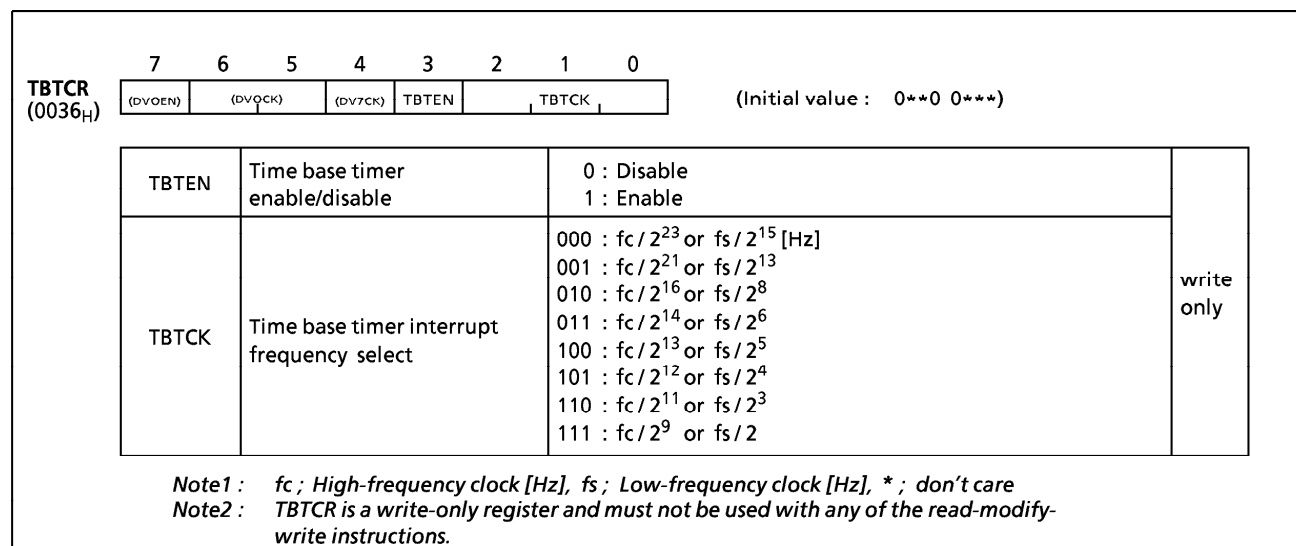 7 6 5 4 3 2 1 0
TBTCR (DVOEN) (DVOCK) (DV7CK) TBTEN TBTCK (Initial value : 0**0 0***)
(0036H)
TBTEN Time base timer enable/disable 0 : Disable
1 : Enable
TBTCK Time base timer interrupt frequency select 000 : fc/2^23 or fs/2^15 [Hz]
001 : fc/2^21 or fs/2^13
010 : fc/2^16 or fs/2^8
011 : fc/2^14 or fs/2^6
100 : fc/2^13 or fs/2^5
101 : fc/2^12 or fs/2^4
110 : fc/2^11 or fs/2^3
111 : fc/2^9 or fs/2
write
only
Note1 : fc ; High-frequency clock [Hz], fs ; Low-frequency clock [Hz], * ; don't care
Note2 : TBTCR is a write-only register and must not be used with any of the read-modify-
write instructions.